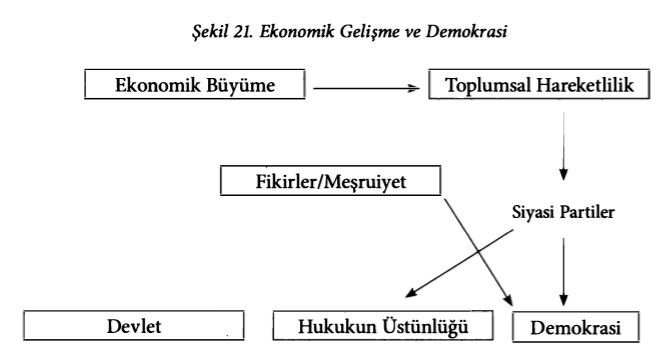 Şekil 21. Ekonomik Gelişme ve Demokrasi
Ekonomik Büyüme
Toplumsal Hareketlilik
Fikirler/Meşruiyet
Siyasi Partiler
Devlet
Hukukun Üstünlüğü
Demokrasi